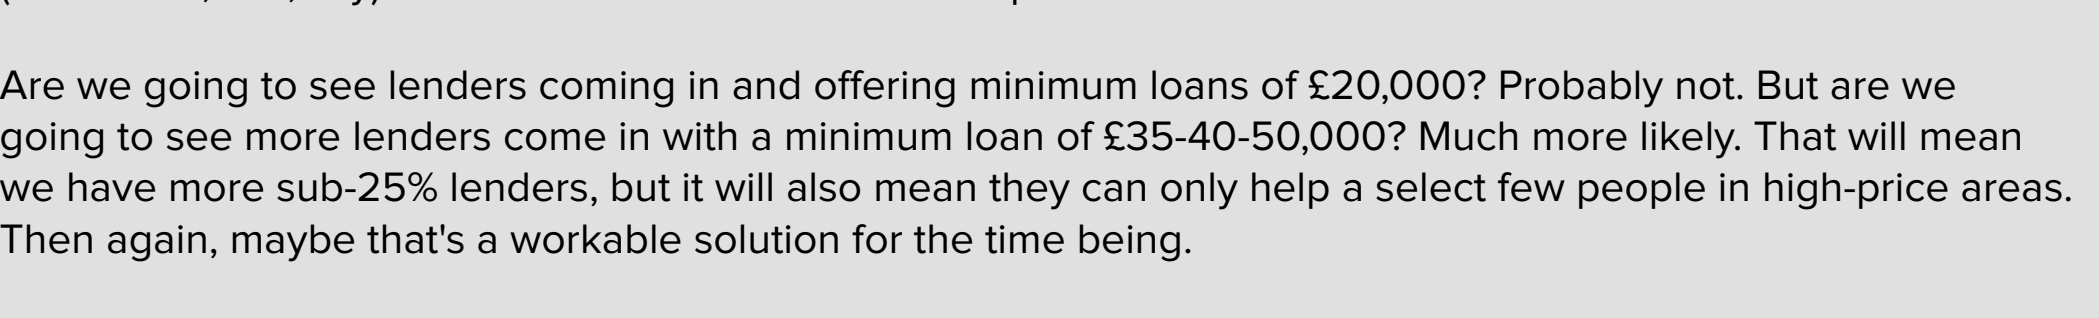 Are we going to see lenders coming in and offering minimum loans of £20,000? Probably not. But are we
going to see more lenders come in with a minimum loan of £35-40-50,000? Much more likely. That will mean
we have more sub-25% lenders, but it will also mean they can only help a select few people in high-price areas.
Then again, maybe that's a workable solution for the time being.